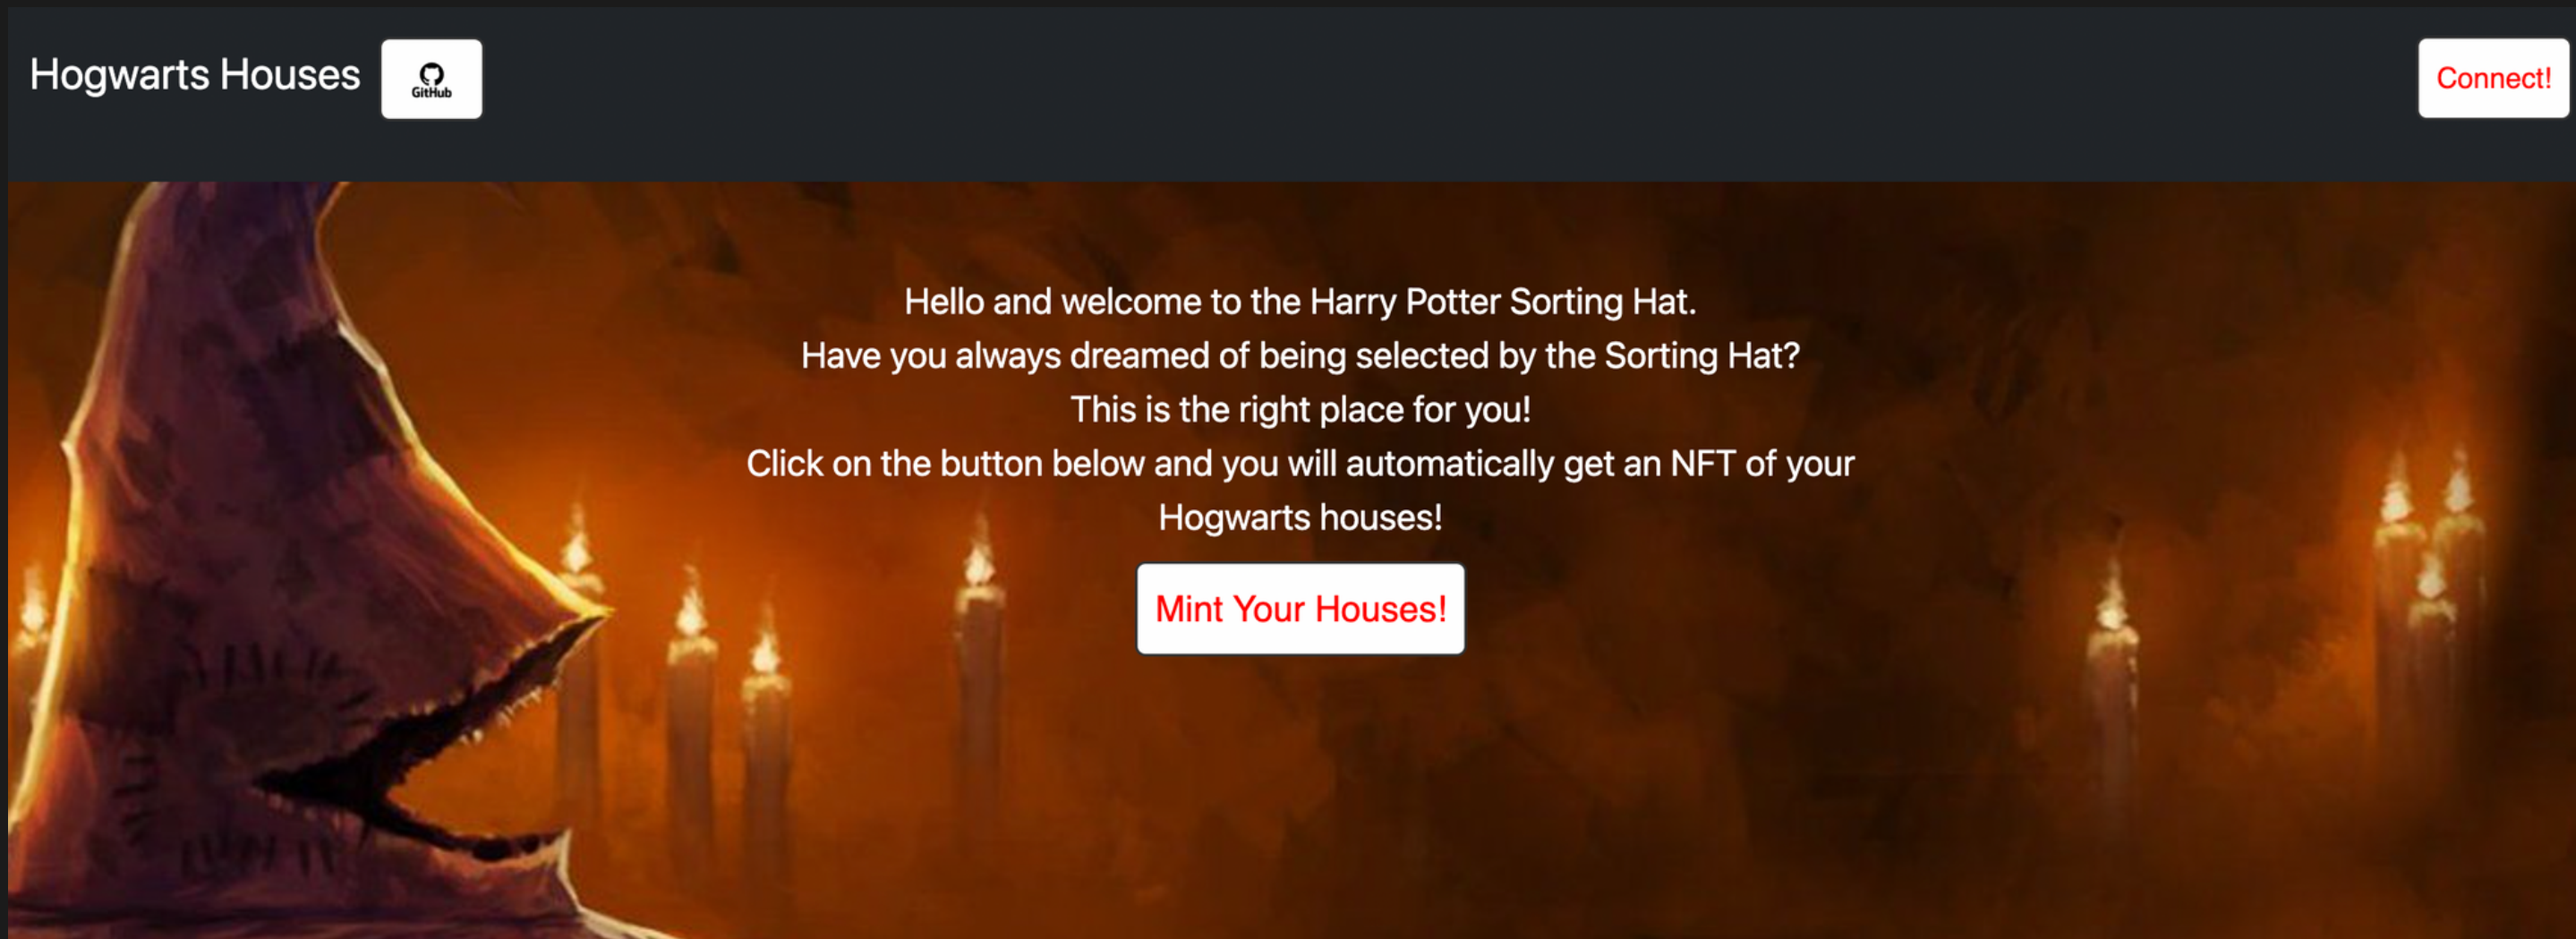 Hogwarts Houses
GitHub
Connect!
Hello and welcome to the Harry Potter Sorting Hat.
Have you always dreamed of being selected by the Sorting Hat?
This is the right place for you!
Click on the button below and you will automatically get an NFT of your
Hogwarts houses!
Mint Your Houses!